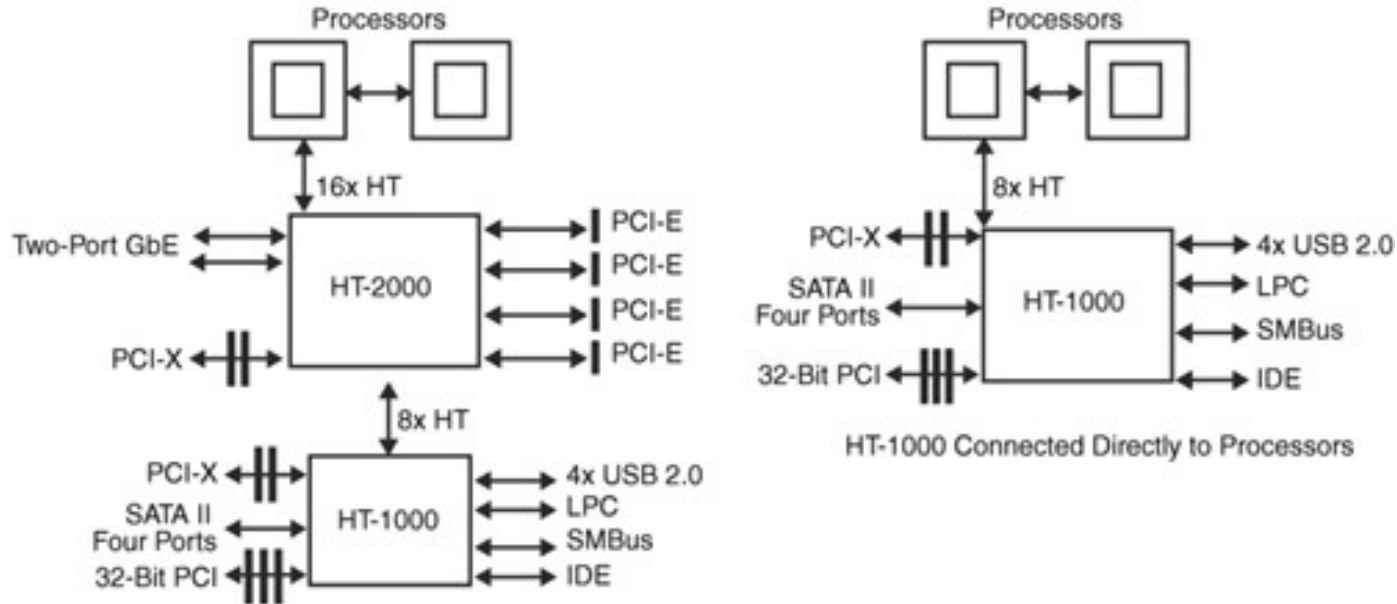 Processors
16x HT
Two-Port GbE
HT-2000
PCI-E
PCI-E
PCI-E
PCI-E
PCI-X
8x HT
PCI-X
SATA II
Four Ports
32-Bit PCI
HT-1000
4x USB 2.0
LPC
SMBus
IDE
Processors
8x HT
PCI-X
SATA II
Four Ports
32-Bit PCI
HT-1000
4x USB 2.0
LPC
SMBus
IDE
HT-1000 Connected Directly to Processors